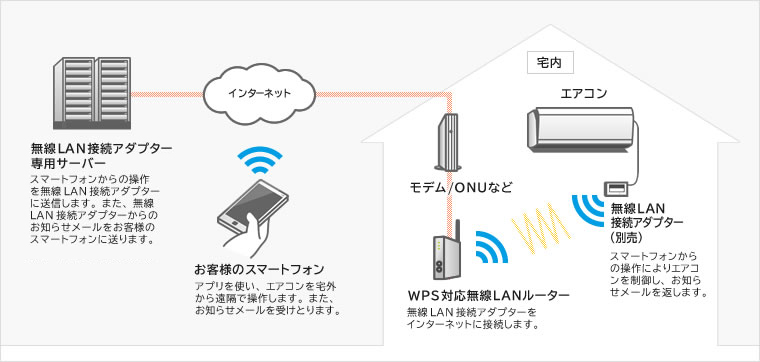 無線LAN接続アダプター
専用サーバー
スマートフォンからの操作
を無線LAN接続アダプター
に送信します。また、無線
LAN接続アダプターからの
お知らせメールをお客様の
スマートフォンに送ります。
インターネット
お客様のスマートフォン
アプリを使い、エアコンを宅外
から遠隔で操作します。また、
お知らせメールを受けとります。
宅内
エアコン
モデム/ONUなど
WPS対応無線LANルーター
無線LAN接続アダプターを
インターネットに接続します。
無線LAN
接続アダプター
(別売)
スマートフォンから
の操作によりエアコ
ンを制御し、お知ら
せメールを返します。